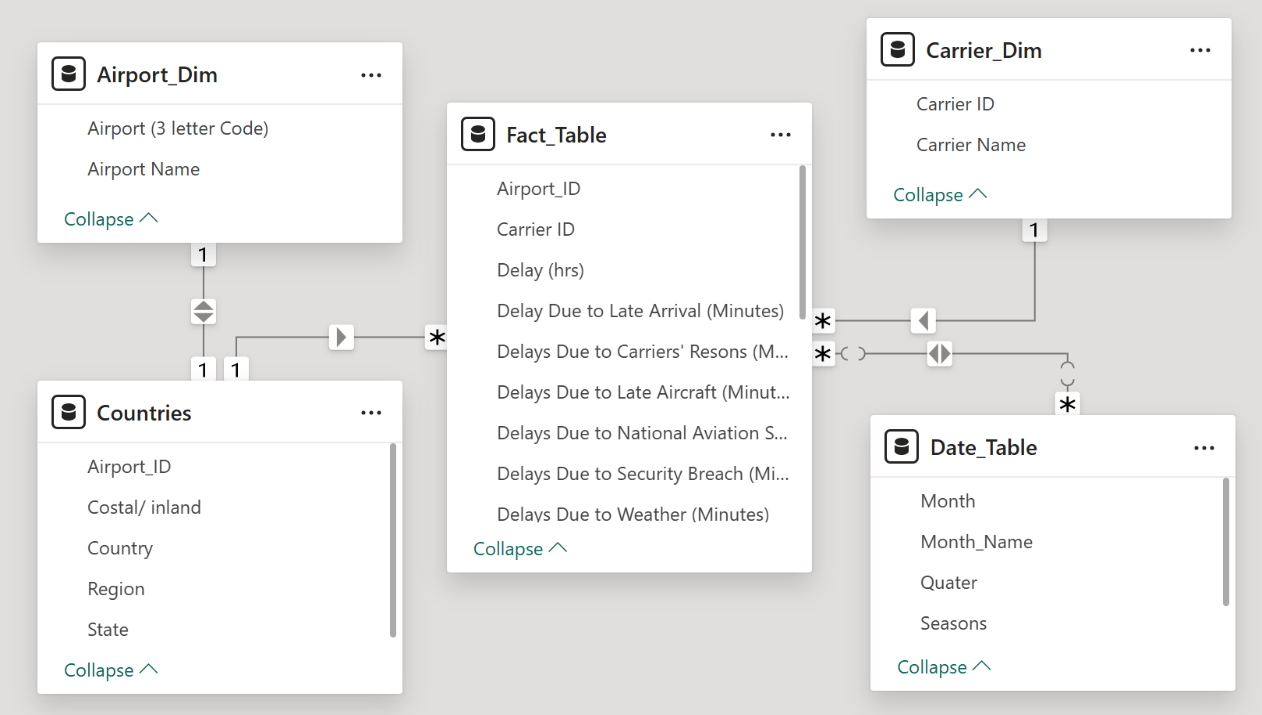 Airport_Dim
Airport (3 letter Code)
Airport Name
Collapse
1
1
1
Countries
Airport_ID
Costal/ inland
Country
Region
State
Collapse
Fact_Table
Airport_ID
Carrier ID
Delay (hrs)
Delay Due to Late Arrival (Minutes)
Delays Due to Carriers' Resons (M...
Delays Due to Late Aircraft (Minut...
Delays Due to National Aviation S...
Delays Due to Security Breach (Mi...
Delays Due to Weather (Minutes)
Collapse
*
*
*
Carrier_Dim
Carrier ID
Carrier Name
Collapse
1
*
Date_Table
Month
Month_Name
Quater
Seasons
Collapse